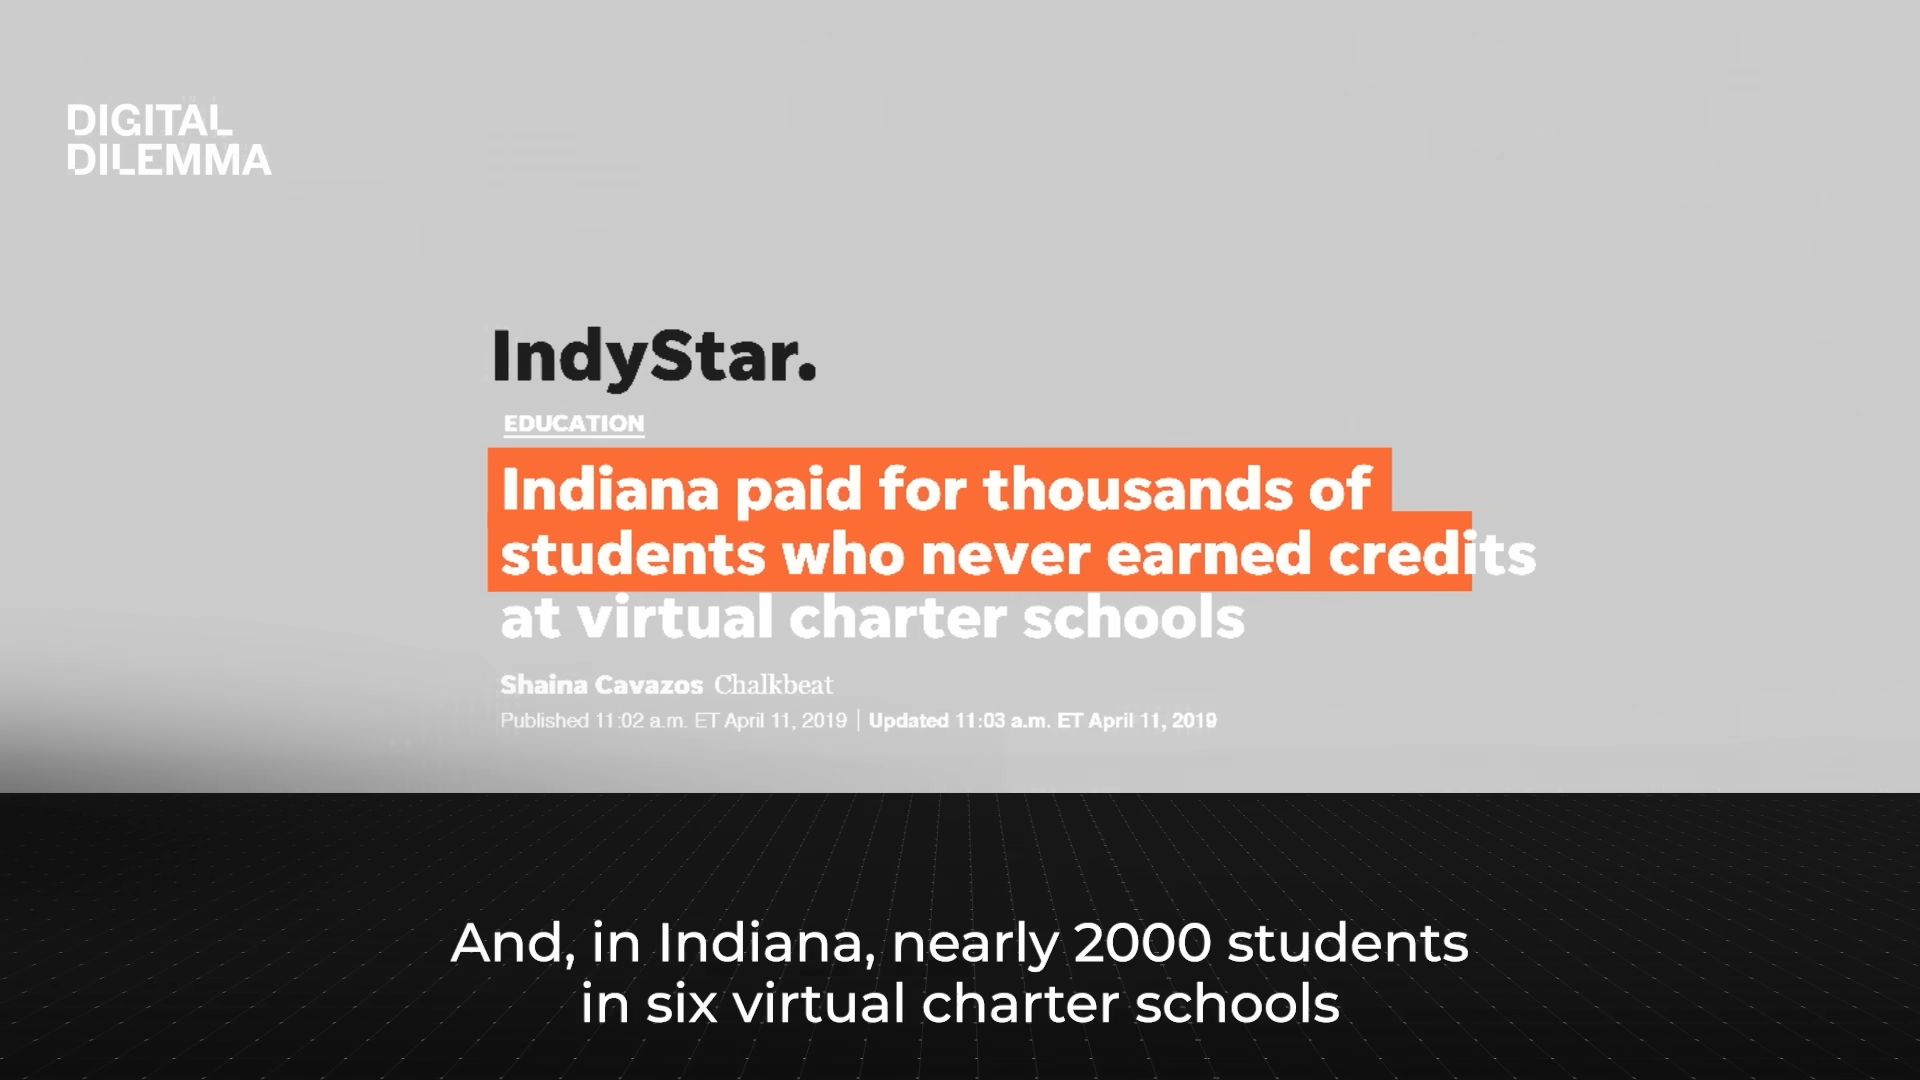 DIGITAL
DILEMMA
IndyStar.
EDUCATION
Indiana paid for thousands of
students who never earned credits
at virtual charter schools
Shaina Cavazos Chalkbeat
Published 11:02 a.m. ET April 11, 2019 | Updated 11:03 a.m. ET April 11, 2019
And, in Indiana, nearly 2000 students
in six virtual charter schools